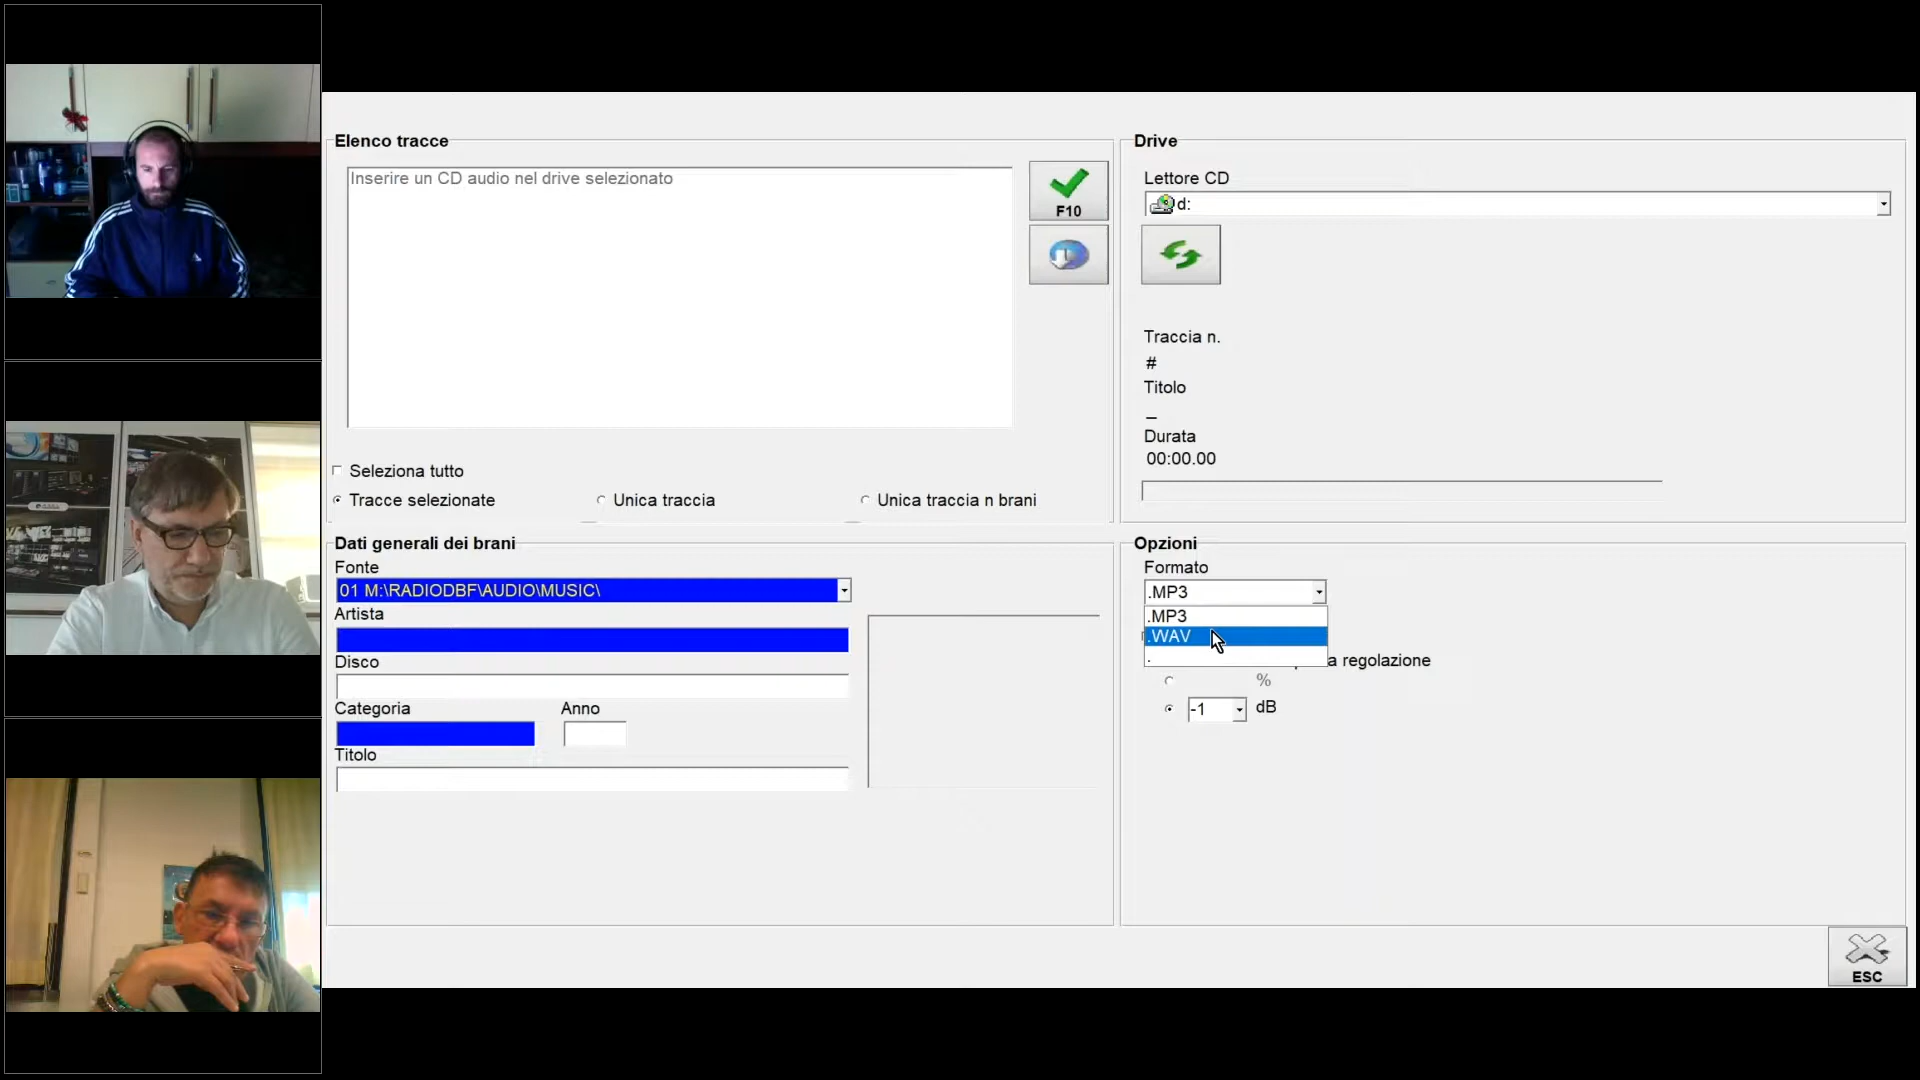 Elenco tracce
Inserire un CD audio nel drive selezionato
F10
Seleziona tutto
Tracce selezionate
Unica traccia
Unica traccia n brani
Drive
Lettore CD
d:
Traccia n.
#
Titolo
_
Durata
00:00.00
Dati generali dei brani
Fonte
01 M:\RADIODBF\AUDIO\MUSIC\
Artista
Disco
Categoria
Anno
Titolo
Opzioni
Formato
.MP3
.MP3
.WAV
.
a regolazione
%
-1
dB
ESC